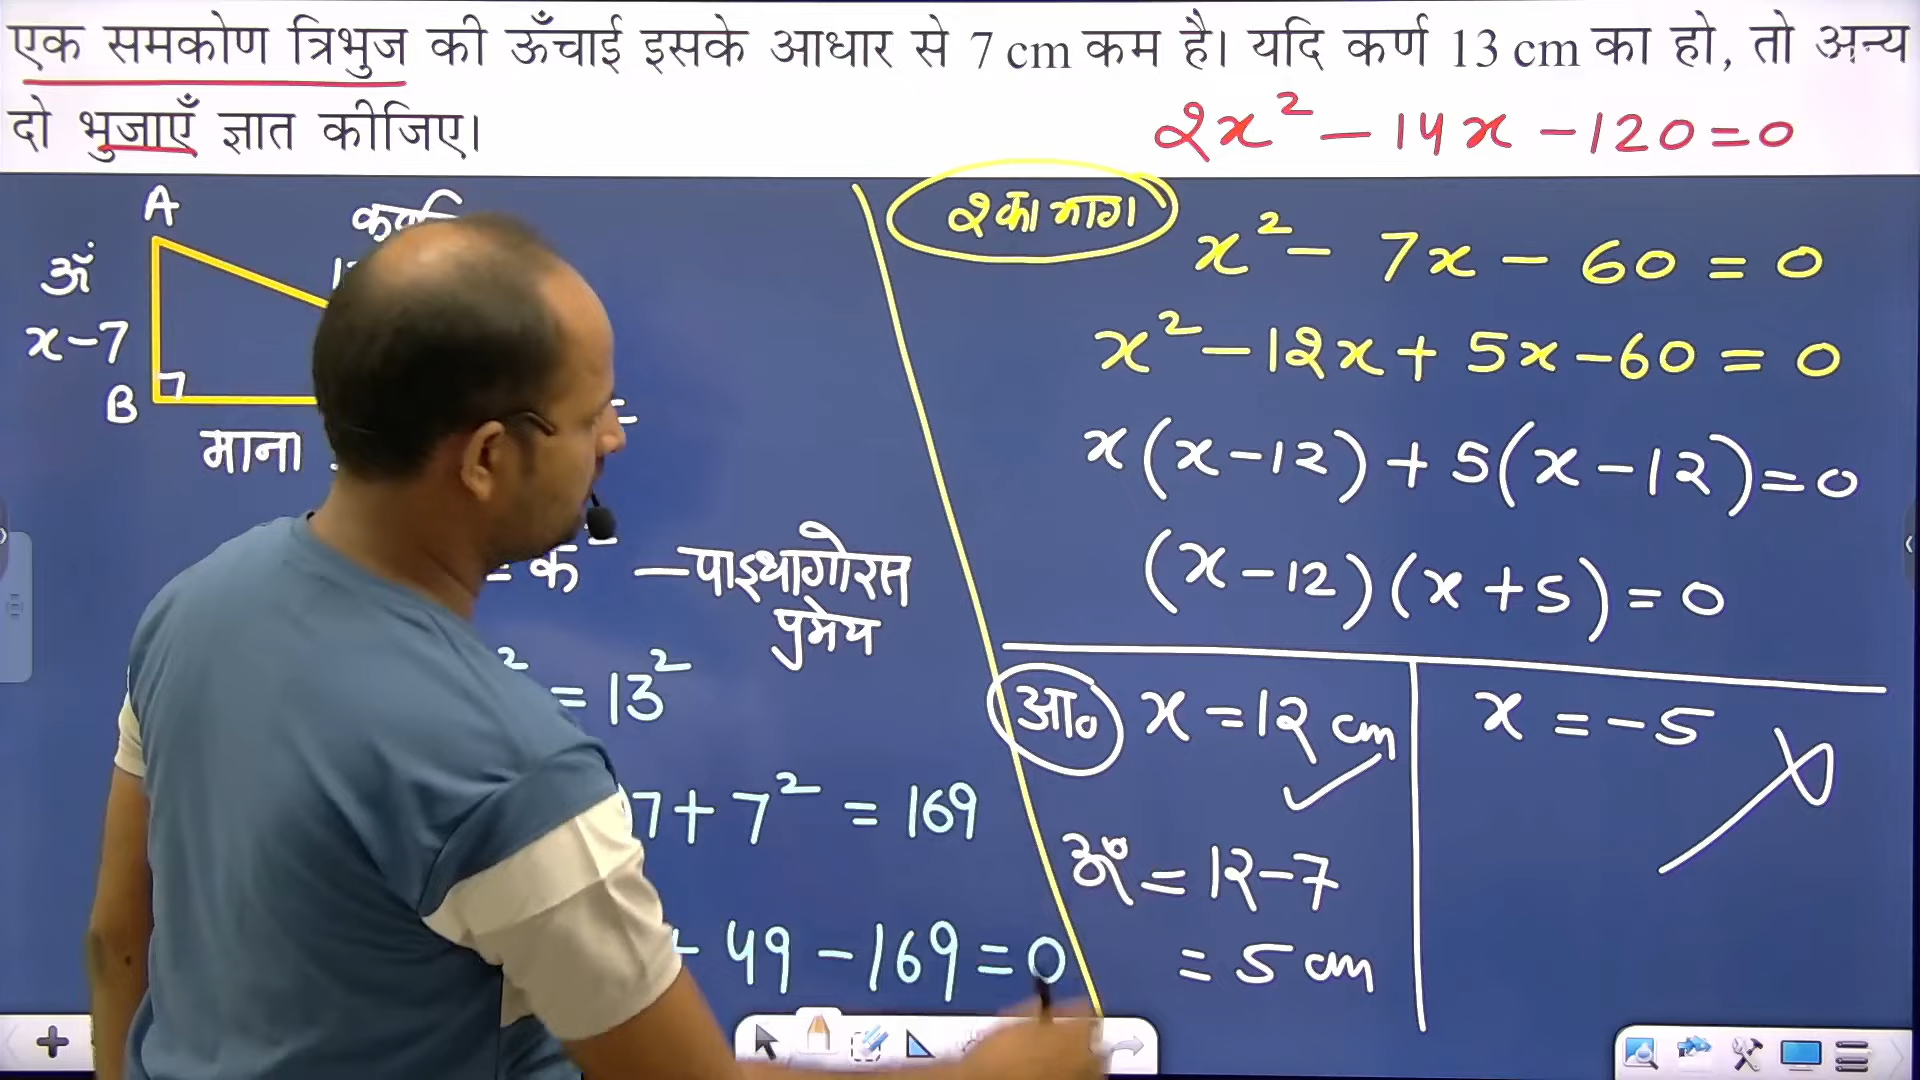 एक समकोण त्रिभुज की ऊँचाई इसके आधार से 7 cm कम है। यदि कर्ण 13 cm का हो, तो अन्य
दो भुजाएँ ज्ञात कीजिए।
2x² - 14x - 120 = 0
A
ऊँ
x-7
B
माना
= क² — पाइथागोरस
प्रमेय
² = 13²
7 + 7² = 169
+ 49 - 169 = 0
२ का भाग
x² - 7x - 60 = 0
x² - 12x + 5x - 60 = 0
x(x-12) + 5(x-12) = 0
(x-12)(x+5) = 0
आ० x = 12 cm
x = -5
ऊँ = 12-7
= 5 cm